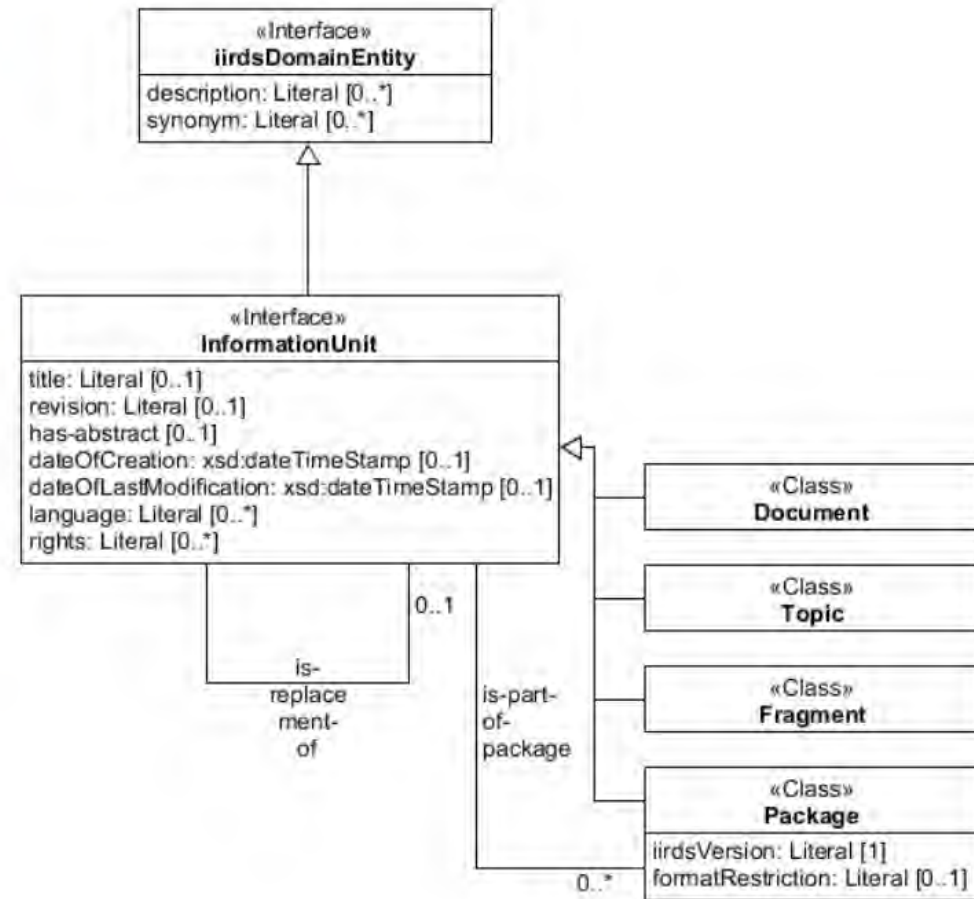 «Interface»
iirdsDomainEntity
description: Literal [0..*]
synonym: Literal [0..*]
«Interface»
InformationUnit
title: Literal [0..1]
revision: Literal [0..1]
has-abstract [0..1]
dateOfCreation: xsd:dateTimeStamp [0..1]
dateOfLastModification: xsd:dateTimeStamp [0..1]
language: Literal [0..*]
rights: Literal [0..*]
0..1
is-
replace
ment-
of
is-part-
of-
package
0..*
«Class»
Document
«Class»
Topic
«Class»
Fragment
«Class»
Package
iirdsVersion: Literal [1]
formatRestriction: Literal [0..1]